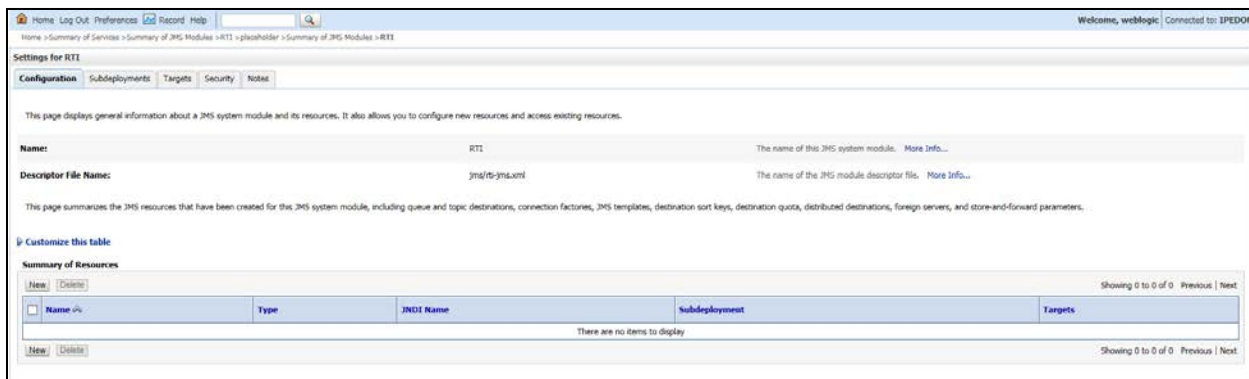 Home Log Out Preferences Record Help
Welcome, weblogic Connected to: IPEDOM
Home >Summary of Services >Summary of JMS Modules >RTI >placeholder >Summary of JMS Modules >RTI
Settings for RTI
Configuration Subdeployments Targets Security Notes
This page displays general information about a JMS system module and its resources. It also allows you to configure new resources and access existing resources.
Name: RTI The name of this JMS system module. More Info...
Descriptor File Name: jms/rti-jms.xml The name of the JMS module descriptor file. More Info...
This page summarizes the JMS resources that have been created for this JMS system module, including queue and topic destinations, connection factories, JMS templates, destination sort keys, destination quota, distributed destinations, foreign servers, and store-and-forward parameters.
Customize this table
Summary of Resources
New Delete Showing 0 to 0 of 0 Previous | Next
Name Type JNDI Name Subdeployment Targets
There are no items to display
New Delete Showing 0 to 0 of 0 Previous | Next